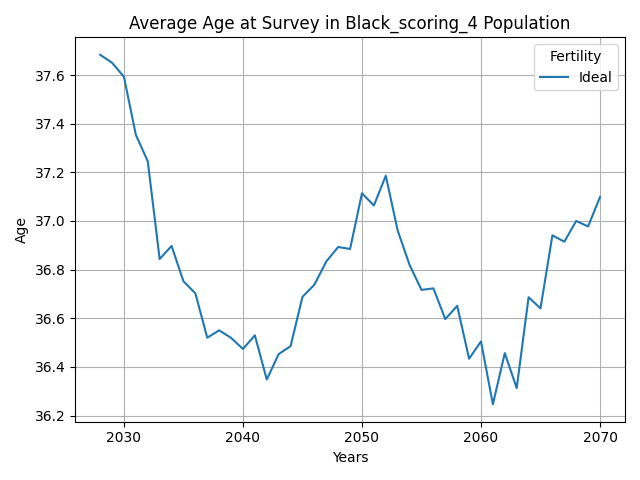 Average Age at Survey in Black_scoring_4 Population
Fertility
Ideal
37.6
37.4
37.2
37.0
36.8
36.6
36.4
36.2
Age
2030 2040 2050 2060 2070
Years